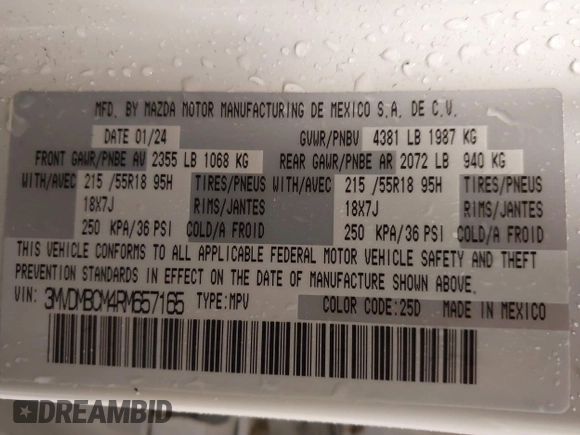 MFD. BY MAZDA MOTOR MANUFACTURING DE MEXICO S.A. DE C.V.
DATE 01/24 GVWR/PNBV 4381 LB 1987 KG
FRONT GAWR/PNBE AV 2355 LB 1068 KG REAR GAWR/PNBE AR 2072 LB 940 KG
WITH/AVEC 215 /55R18 95H TIRES/PNEUS WITH/AVEC 215 /55R18 95H TIRES/PNEUS
18X7J RIMS/JANTES 18X7J RIMS/JANTES
250 KPA/36 PSI COLD/A FROID 250 KPA/36 PSI COLD/A FROID
THIS VEHICLE CONFORMS TO ALL APPLICABLE FEDERAL MOTOR VEHICLE SAFETY AND THEFT
PREVENTION STANDARDS IN EFFECT ON THE DATE OF MANUFACTURE SHOWN ABOVE.
VIN: 3MVDMBCM4RM657165 TYPE:MPV COLOR CODE:25D MADE IN MEXICO
DREAMBID